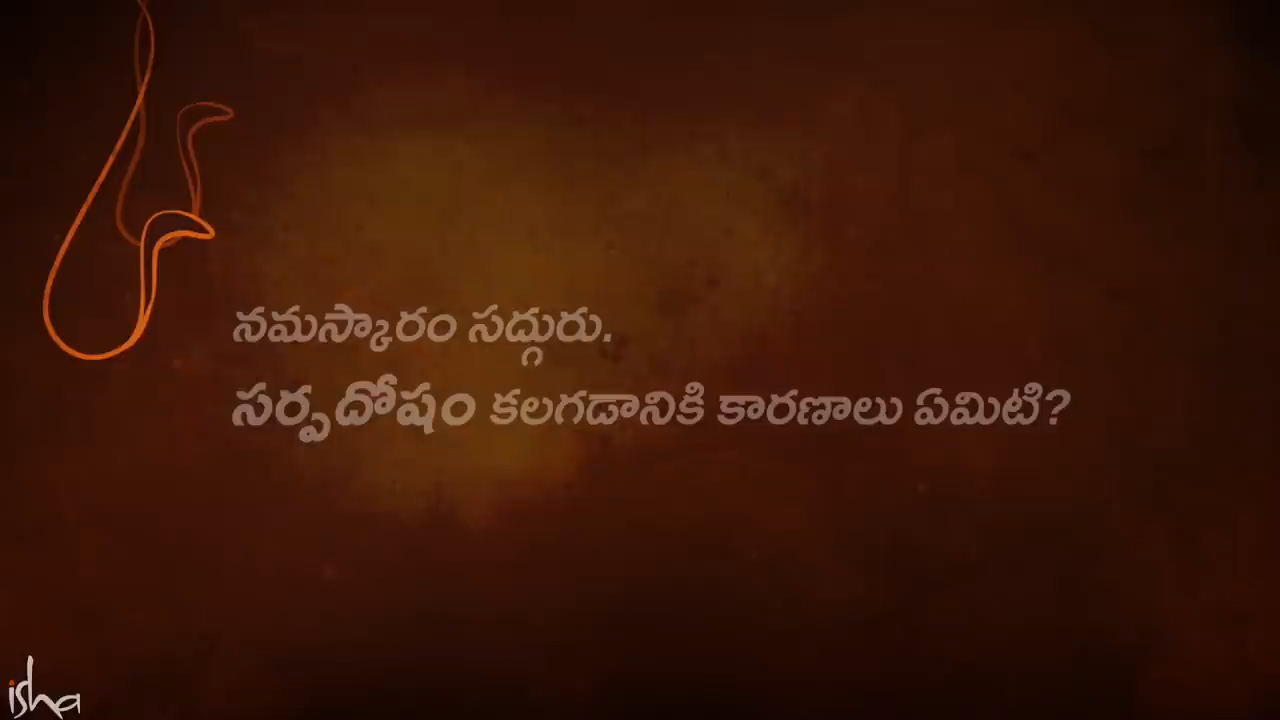 నమస్కారం సద్గురు.
సర్పదోషం కలగడానికి కారణాలు ఏమిటి?
isha